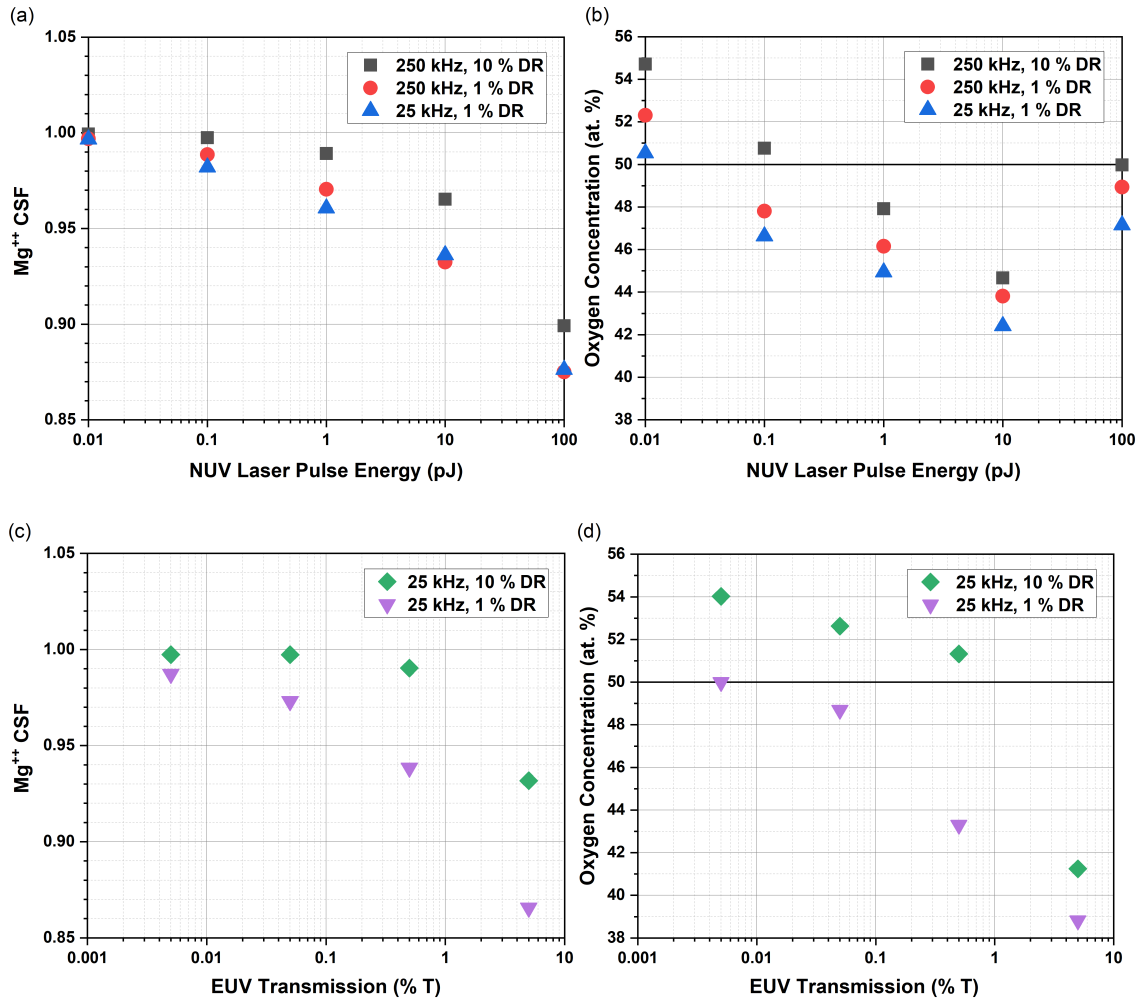 (a)
1.05
1.00
0.95
0.90
0.85
Mg++ CSF
250 kHz, 10 % DR
250 kHz, 1 % DR
25 kHz, 1 % DR
0.01 0.1 1 10 100
NUV Laser Pulse Energy (pJ)
(b)
56
54
52
50
48
46
44
42
40
38
Oxygen Concentration (at. %)
250 kHz, 10 % DR
250 kHz, 1 % DR
25 kHz, 1 % DR
0.01 0.1 1 10 100
NUV Laser Pulse Energy (pJ)
(c)
1.05
1.00
0.95
0.90
0.85
Mg++ CSF
25 kHz, 10 % DR
25 kHz, 1 % DR
0.001 0.01 0.1 1 10
EUV Transmission (% T)
(d)
56
54
52
50
48
46
44
42
40
38
Oxygen Concentration (at. %)
25 kHz, 10 % DR
25 kHz, 1 % DR
0.001 0.01 0.1 1 10
EUV Transmission (% T)